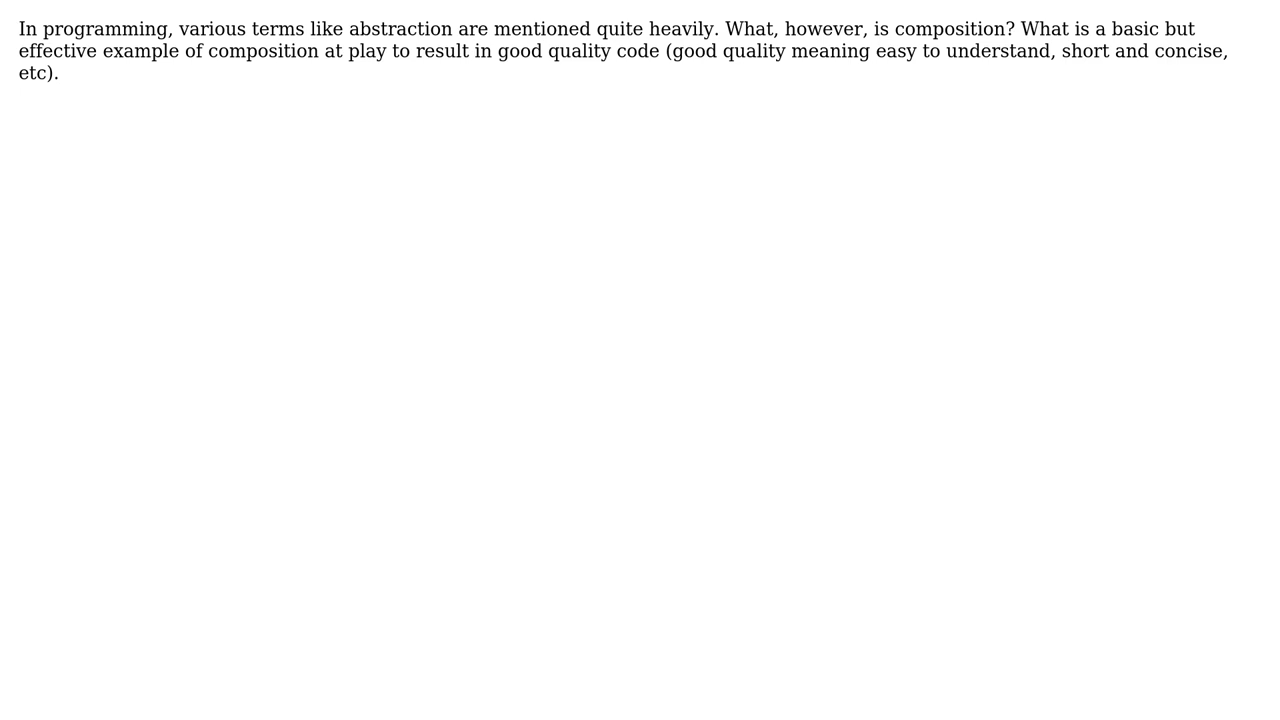 In programming, various terms like abstraction are mentioned quite heavily. What, however, is composition? What is a basic but
effective example of composition at play to result in good quality code (good quality meaning easy to understand, short and concise,
etc).